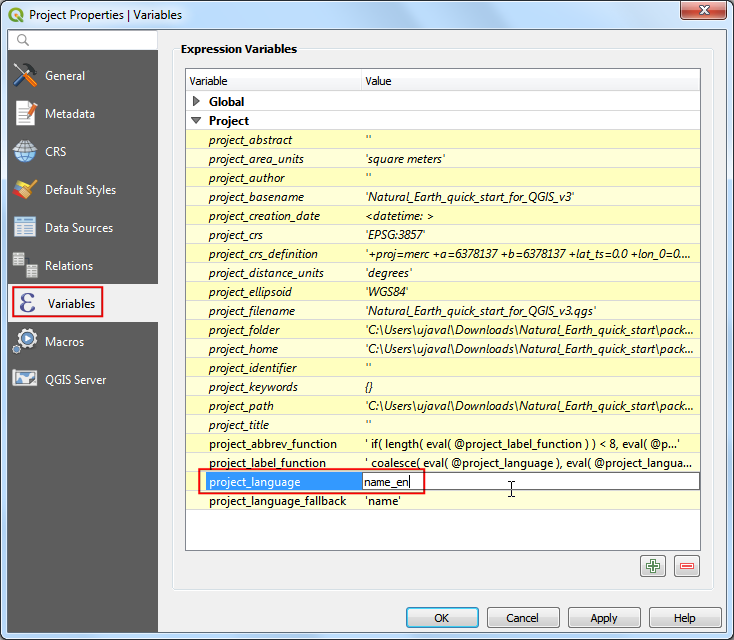 Project Properties | Variables
General
Metadata
CRS
Default Styles
Data Sources
Relations
Variables
Macros
QGIS Server
Expression Variables
Variable Value
Global
Project
project_abstract ''
project_area_units 'square meters'
project_author ''
project_basename 'Natural_Earth_quick_start_for_QGIS_v3'
project_creation_date <datetime: >
project_crs 'EPSG:3857'
project_crs_definition '+proj=merc +a=6378137 +b=6378137 +lat_ts=0.0 +lon_0=0....
project_distance_units 'degrees'
project_ellipsoid 'WGS84'
project_filename 'Natural_Earth_quick_start_for_QGIS_v3.qgs'
project_folder 'C:\Users\ujaval\Downloads\Natural_Earth_quick_start\pack...
project_home 'C:\Users\ujaval\Downloads\Natural_Earth_quick_start\pack...
project_identifier ''
project_keywords {}
project_path 'C:\Users\ujaval\Downloads\Natural_Earth_quick_start\pack...
project_title ''
project_abbrev_function ' if( length( eval( @project_label_function ) ) < 8, eval( @p...'
project_label_function ' coalesce( eval( @project_language ), eval( @project_langua...
project_language name_en
project_language_fallback 'name'
OK Cancel Apply Help